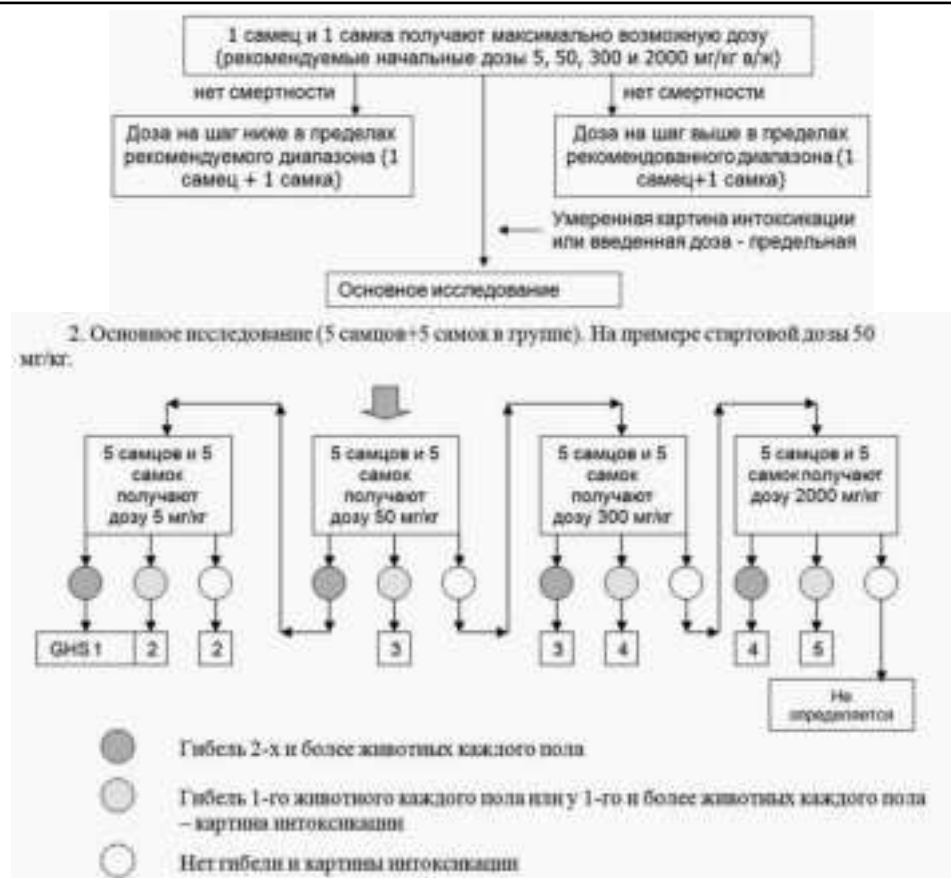 1 самец и 1 самка получают максимально возможную дозу
(рекомендуемые начальные дозы 5, 50, 300 и 2000 мг/кг в/ж)
нет смертности
нет смертности
Доза на шаг ниже в пределах
рекомендуемого диапазона (1
самец + 1 самка)
Доза на шаг выше в пределах
рекомендованного диапазона (1
самец+1 самка)
Умеренная картина интоксикации
или введенная доза - предельная
Основное исследование
2. Основное исследование (5 самцов+5 самок в группе). На примере стартовой дозы 50
мг/кг.
5 самцов и 5
самок
получают
дозу 5 мг/кг
5 самцов и 5
самок
получают
дозу 50 мг/кг
5 самцов и 5
самок
получают
дозу 300 мг/кг
5 самцов и 5
самок получают
дозу 2000 мг/кг
GHS 1
2
2
3
3
4
4
5
Не
определяется
Гибель 2-х и более животных каждого пола
Гибель 1-го животного каждого пола или у 1-го и более животных каждого пола
– картина интоксикации
Нет гибели и картины интоксикации